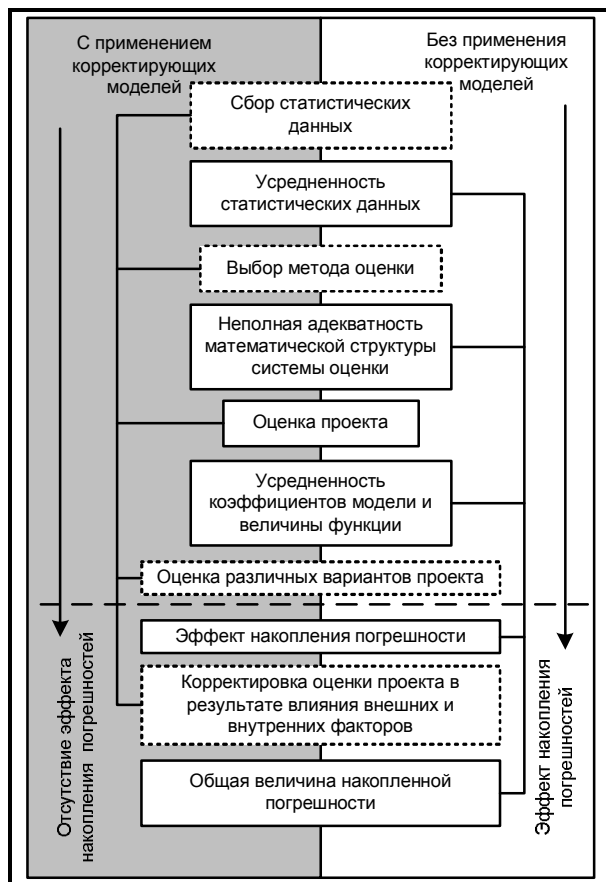 С применением
корректирующих
моделей
Без применения
корректирующих
моделей
Сбор статистических
данных
Усредненность
статистических данных
Выбор метода оценки
Неполная адекватность
математической структуры
системы оценки
Оценка проекта
Усредненность
коэффициентов модели и
величины функции
Оценка различных вариантов проекта
Эффект накопления погрешности
Корректировка оценки проекта в
результате влияния внешних и
внутренних факторов
Общая величина накопленной
погрешности
Отсутствие эффекта
накопления погрешностей
Эффект накопления
погрешностей